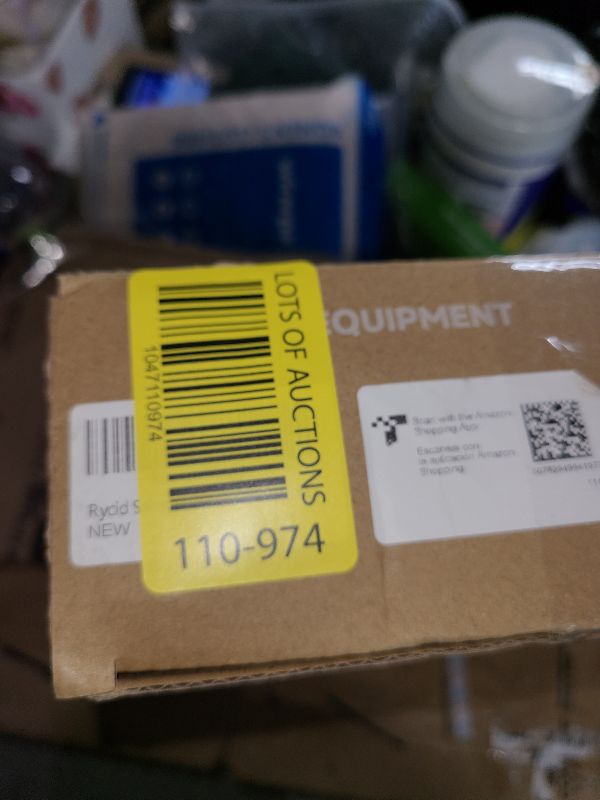 EQUIPMENT
LOTS OF AUCTIONS
1047110974
110-974
Rycid S
NEW
Scan with the Amazon
Shopping App
Escanea con
la aplicación Amazon
Shopping